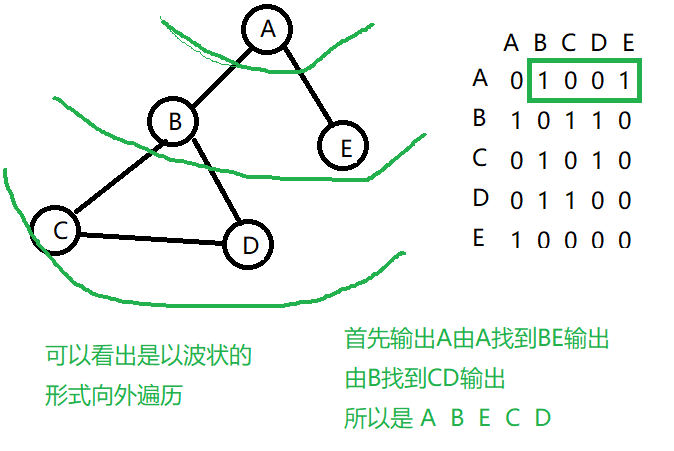 A
B
E
C
D
A B C D E
A 0 1 0 0 1
B 1 0 1 1 0
C 0 1 0 1 0
D 0 1 1 0 0
E 1 0 0 0 0
可以看出是以波状的
形式向外遍历
首先输出A由A找到BE输出
由B找到CD输出
所以是 A B E C D